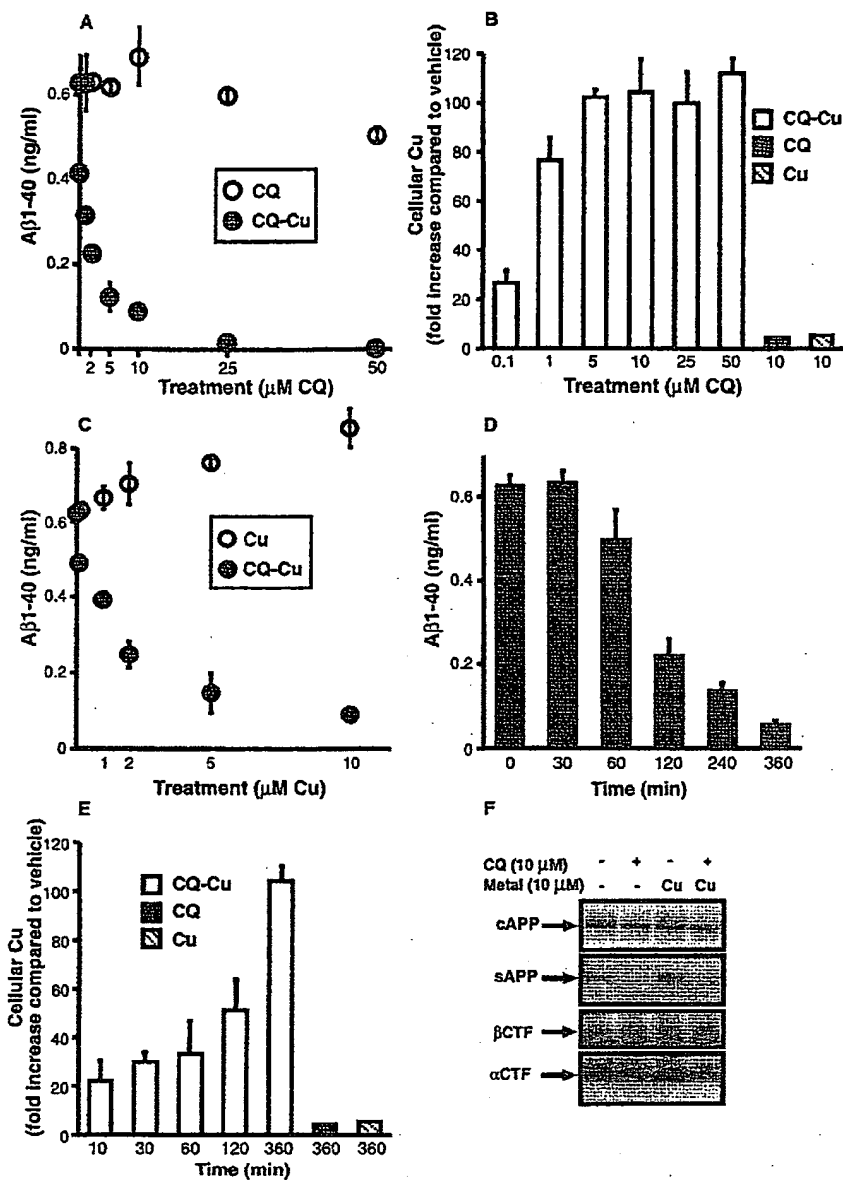 A
Aβ1-40 (ng/ml)
0.6
0.4
0.2
0
CQ
CQ-Cu
2 5 10 25 50
Treatment (μM CQ)
B
Cellular Cu
(fold increase compared to vehicle)
120
100
80
60
40
20
0
CQ-Cu
CQ
Cu
0.1 1 5 10 25 50 10 10
Treatment (μM CQ)
C
Aβ1-40 (ng/ml)
0.8
0.6
0.4
0.2
0
Cu
CQ-Cu
1 2 5 10
Treatment (μM Cu)
D
Aβ1-40 (ng/ml)
0.6
0.4
0.2
0
0 30 60 120 240 360
Time (min)
E
Cellular Cu
(fold increase compared to vehicle)
120
100
80
60
40
20
0
CQ-Cu
CQ
Cu
10 30 60 120 360 360 360
Time (min)
F
CQ (10 μM) - + - +
Metal (10 μM) - - Cu Cu
cAPP
sAPP
βCTF
αCTF